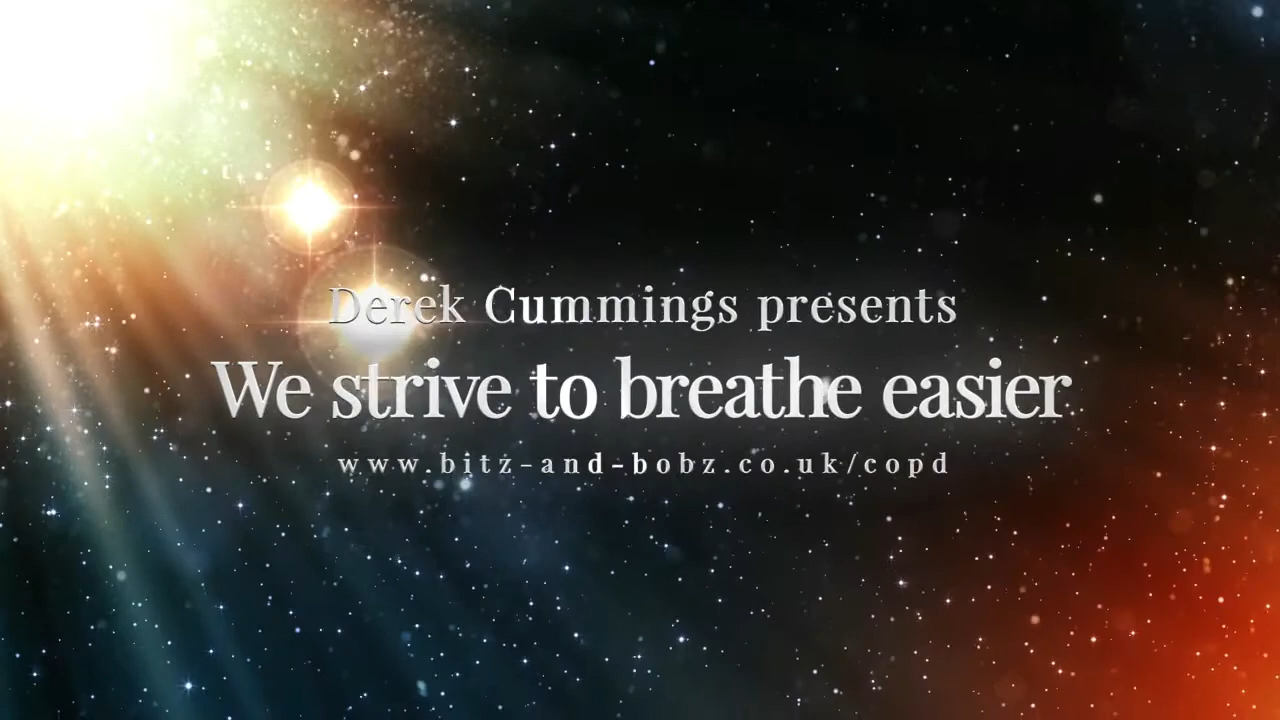 Derek Cummings presents
We strive to breathe easier
www.bitz-and-bobz.co.uk/copd